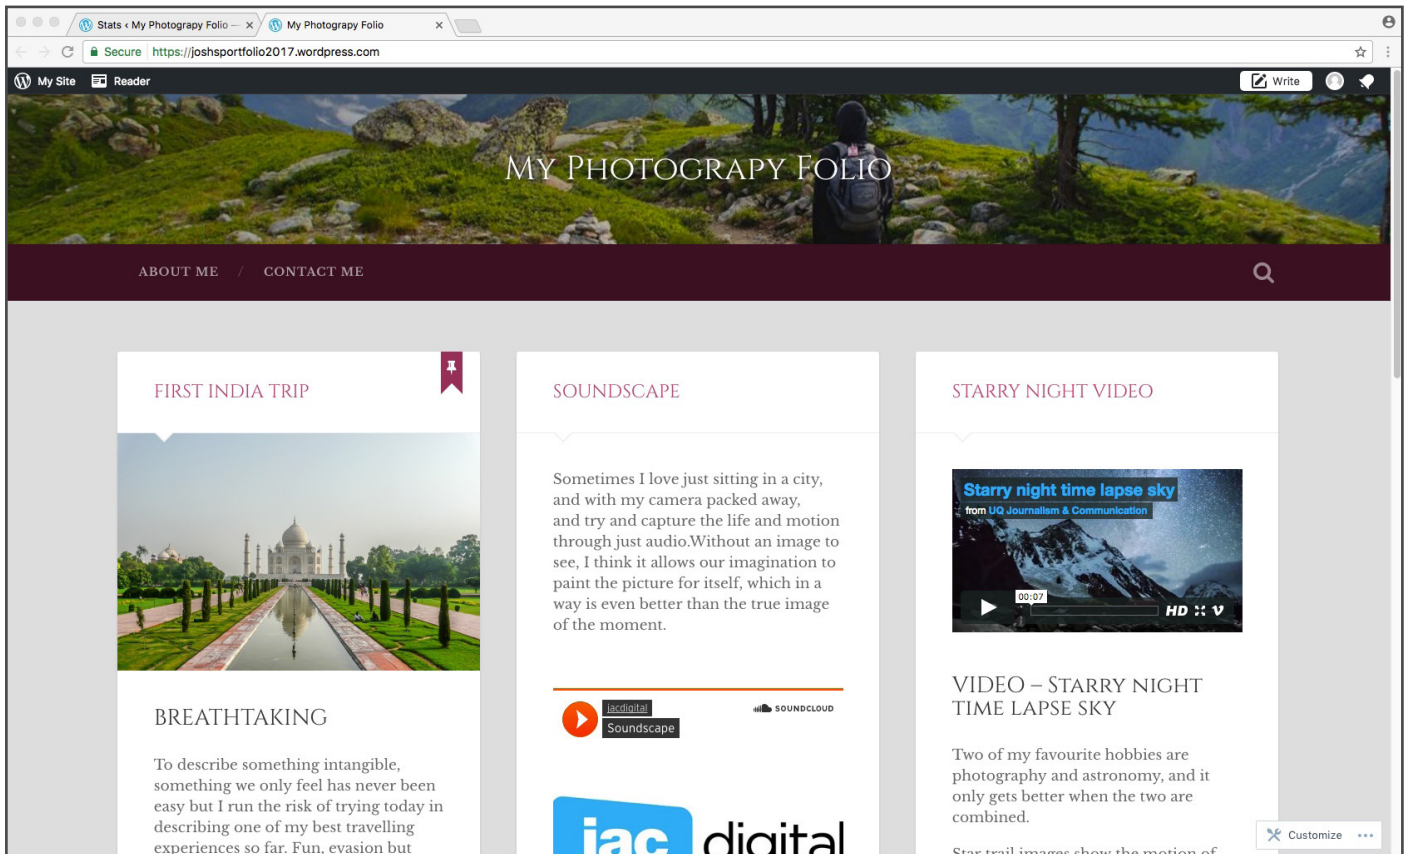 Stats ‹ My Photograpy Folio —
My Photograpy Folio
Secure https://joshsportfolio2017.wordpress.com
My Site Reader Write
My Photograpy Folio
ABOUT ME / CONTACT ME
FIRST INDIA TRIP
BREATHTAKING
To describe something intangible,
something we only feel has never been
easy but I run the risk of trying today in
describing one of my best travelling
experiences so far. Fun, evasion but
SOUNDSCAPE
Sometimes I love just sitting in a city,
and with my camera packed away,
and try and capture the life and motion
through just audio.Without an image to
see, I think it allows our imagination to
paint the picture for itself, which in a
way is even better than the true image
of the moment.
jacdigital
SOUNDCLOUD
Soundscape
jac digital
STARRY NIGHT VIDEO
Starry night time lapse sky
from UQ Journalism & Communication
00:07
HD
VIDEO – Starry night
time lapse sky
Two of my favourite hobbies are
photography and astronomy, and it
only gets better when the two are
combined.
Star trail images show the motion of
Customize